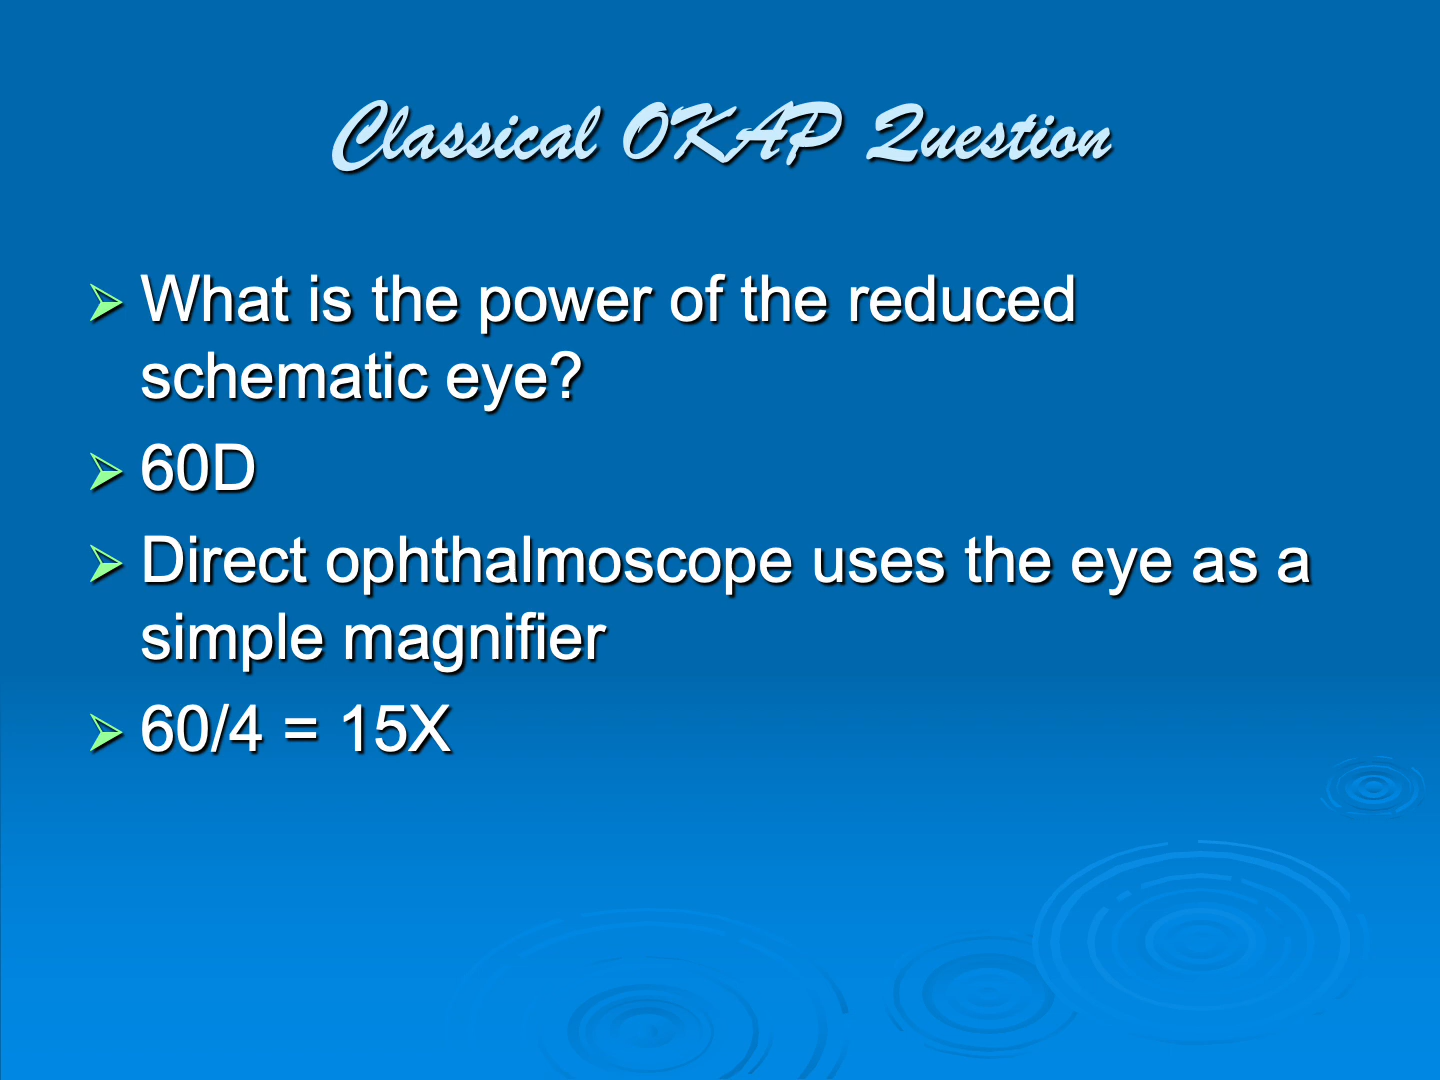 Classical OKAP Question
➢ What is the power of the reduced
schematic eye?
➢ 60D
➢ Direct ophthalmoscope uses the eye as a
simple magnifier
➢ 60/4 = 15X